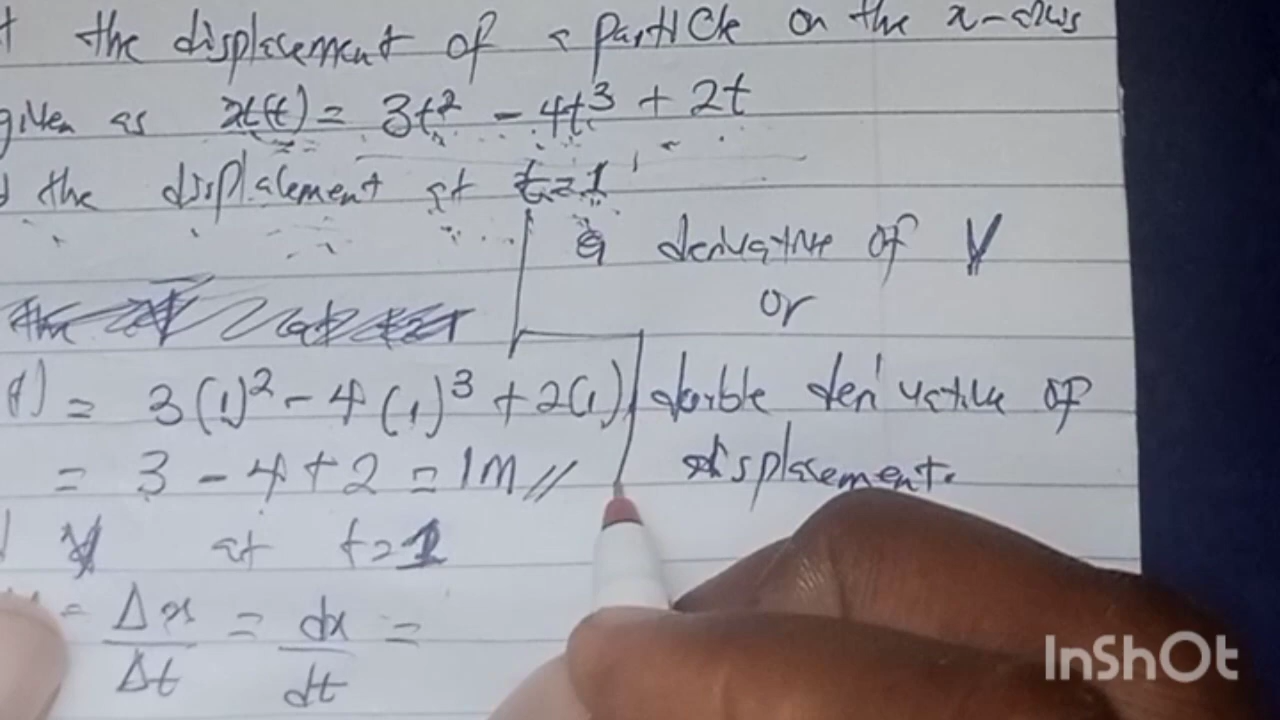 the displacement of a particle on the x-axis
given as x(t) = 3t² - 4t³ + 2t
the displacement at t=1
a derivative of V
or
= 3(1)² - 4(1)³ + 2(1)
double derivative of
= 3 - 4 + 2 = 1m //
displacement.
V at t=1
= Δx/Δt = dx/dt =
InShOt